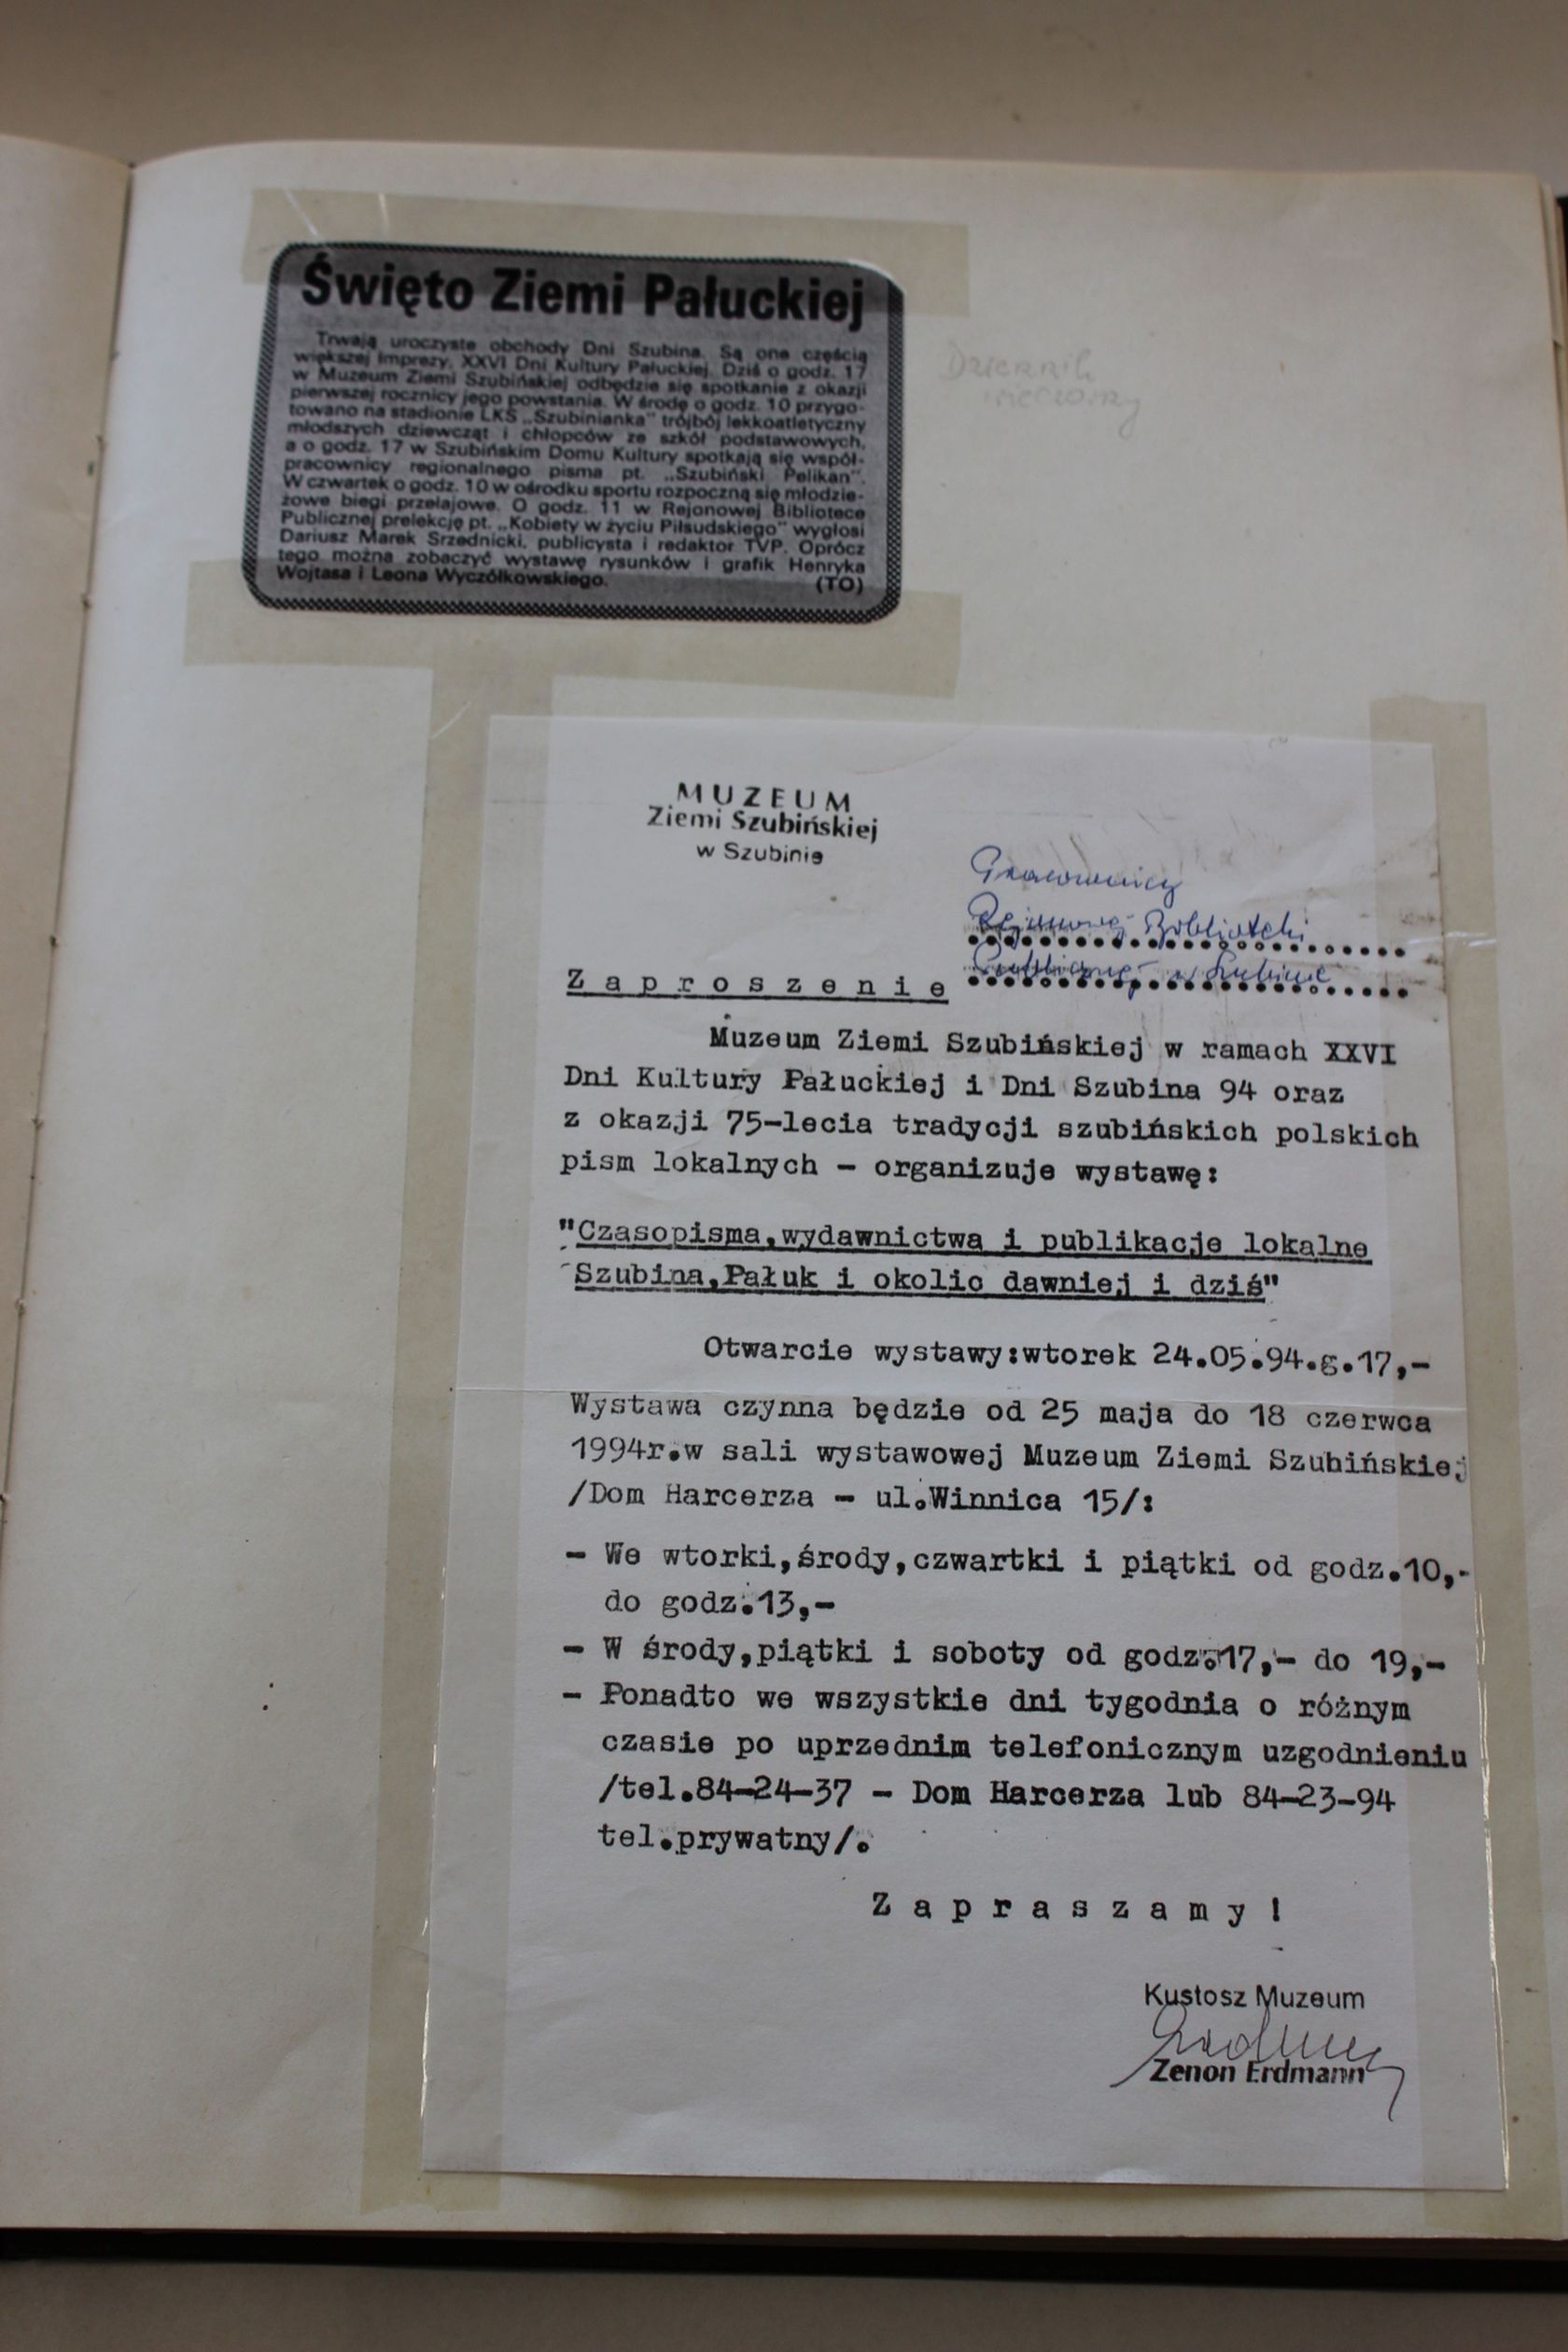 Święto Ziemi Pałuckiej
Trwają uroczyste obchody Dni Szubina. Są one częścią
większej imprezy, XXVI Dni Kultury Pałuckiej. Dziś o godz. 17
w Muzeum Ziemi Szubińskiej odbędzie się spotkanie z okazji
pierwszej rocznicy jego powstania. W środę o godz. 10 przygo-
towano na stadionie LKS „Szubinianka” trójbój lekkoatletyczny
młodszych dziewcząt i chłopców ze szkół podstawowych,
a o godz. 17 w Szubińskim Domu Kultury spotkają się współ-
pracownicy regionalnego pisma pt. „Szubiński Pelikan”.
W czwartek o godz. 10 w ośrodku sportu rozpoczną się młodzie-
żowe biegi przełajowe. O godz. 11 w Rejonowej Bibliotece
Publicznej prelekcję pt. „Kobiety w życiu Piłsudskiego” wygłosi
Dariusz Marek Srzednicki, publicysta i redaktor TVP. Oprócz
tego można zobaczyć wystawę rysunków i grafik Henryka
Wojtasa i Leona Wyczółkowskiego. (TO)
Dziennik
wieczorny
MUZEUM
Ziemi Szubińskiej
w Szubinie
Pracownicy
Rejonowej Biblioteki
Publicznej w Szubinie
Zaproszenie
Muzeum Ziemi Szubińskiej w ramach XXVI
Dni Kultury Pałuckiej i Dni Szubina 94 oraz
z okazji 75-lecia tradycji szubińskich polskich
pism lokalnych - organizuje wystawę:
"Czasopisma,wydawnictwa i publikacje lokalne
Szubina,Pałuk i okolic dawniej i dziś"
Otwarcie wystawy:wtorek 24.05.94.g.17,-
Wystawa czynna będzie od 25 maja do 18 czerwca
1994r.w sali wystawowej Muzeum Ziemi Szubińskiej
/Dom Harcerza - ul.Winnica 15/:
- We wtorki,środy,czwartki i piątki od godz.10,-
do godz.13,-
- W środy,piątki i soboty od godz.17,- do 19,-
- Ponadto we wszystkie dni tygodnia o różnym
czasie po uprzednim telefonicznym uzgodnieniu
/tel.84-24-37 - Dom Harcerza lub 84-23-94
tel.prywatny/.
Zapraszamy!
Kustosz Muzeum
Zenon Erdmann